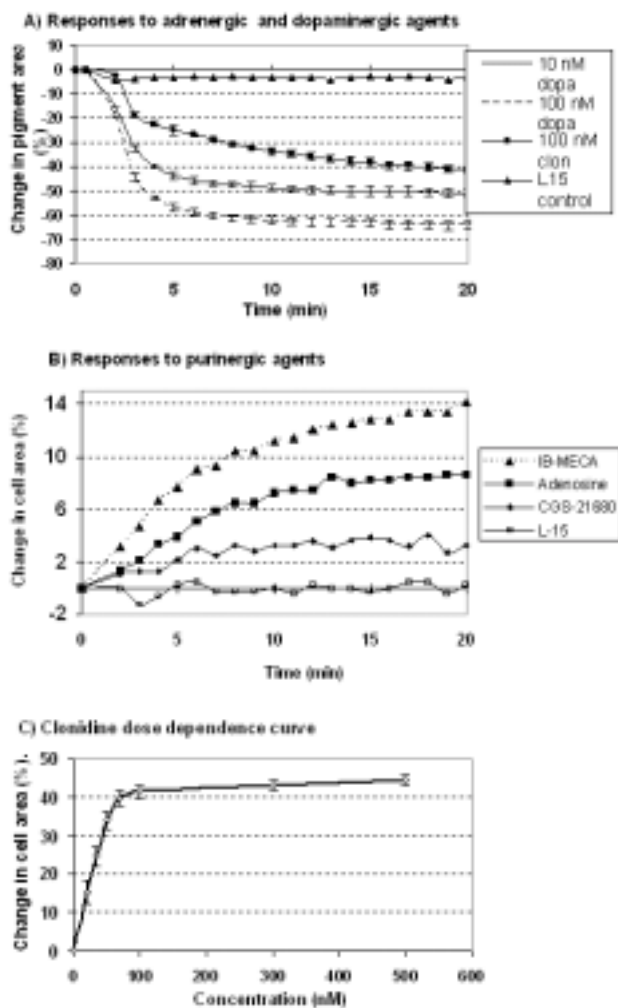 A) Responses to adrenergic and dopaminergic agents
Change in pigment area
(%)
10
0
-10
-20
-30
-40
-50
-60
-70
-80
0
5
10
15
20
Time (min)
10 nM
dopa
100 nM
dopa
100 nM
clon
L15
control
B) Responses to purinergic agents
Change in cell area (%)
14
10
6
2
-2
0
5
10
15
20
Time (min)
IB-MECA
Adenosine
CGS-21680
L-15
C) Clonidine dose dependence curve
Change in cell area (%).
50
40
30
20
10
0
0
100
200
300
400
500
600
Concentration (nM)